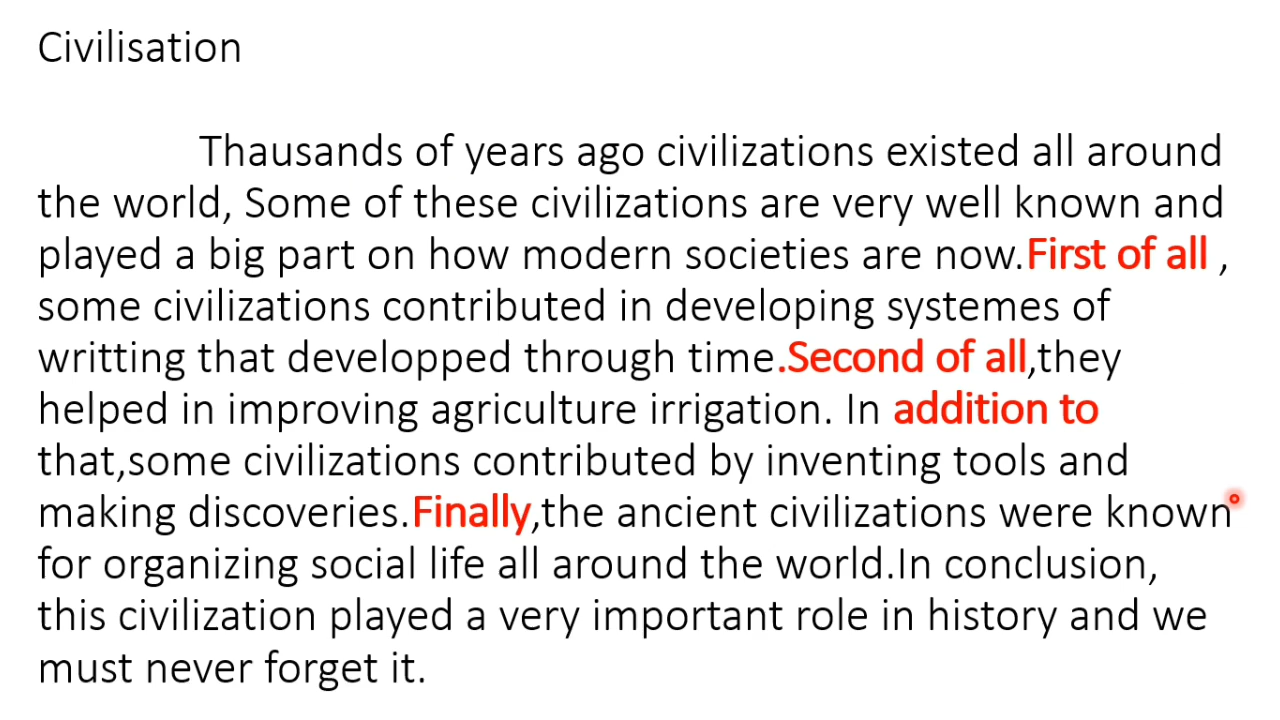 Civilisation
Thausands of years ago civilizations existed all around
the world, Some of these civilizations are very well known and
played a big part on how modern societies are now.First of all ,
some civilizations contributed in developing systemes of
writting that developped through time.Second of all,they
helped in improving agriculture irrigation. In addition to
that,some civilizations contributed by inventing tools and
making discoveries.Finally,the ancient civilizations were known
for organizing social life all around the world.In conclusion,
this civilization played a very important role in history and we
must never forget it.